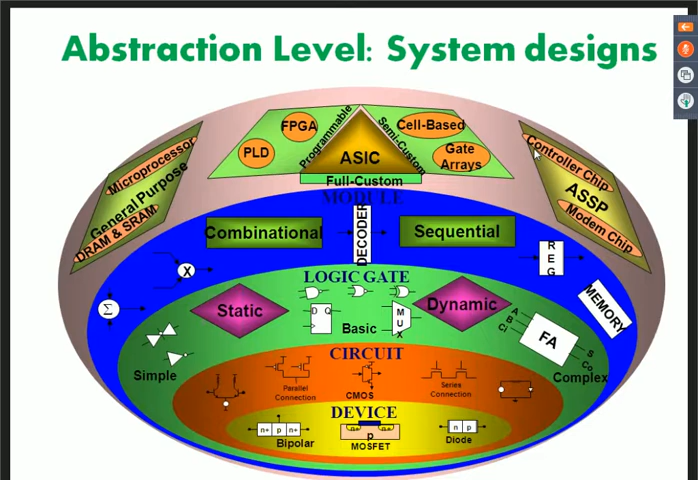 Abstraction Level: System designs
Microprocessor
General Purpose
DRAM & SRAM
FPGA
PLD
Programmable
ASIC
Full-Custom
Semi-Custom
Cell-Based
Gate
Arrays
Controller Chip
ASSP
Modem Chip
MODULE
Combinational
DECODER
Sequential
X
Σ
REG
MEMORY
LOGIC GATE
Static
D Q
Basic
MUX
Dynamic
A
B
FA
S
Simple
Complex
CIRCUIT
Parallel
Connection
CMOS
Series
Connection
DEVICE
n+ p n+
Bipolar
n+ n+
p
MOSFET
n p
Diode